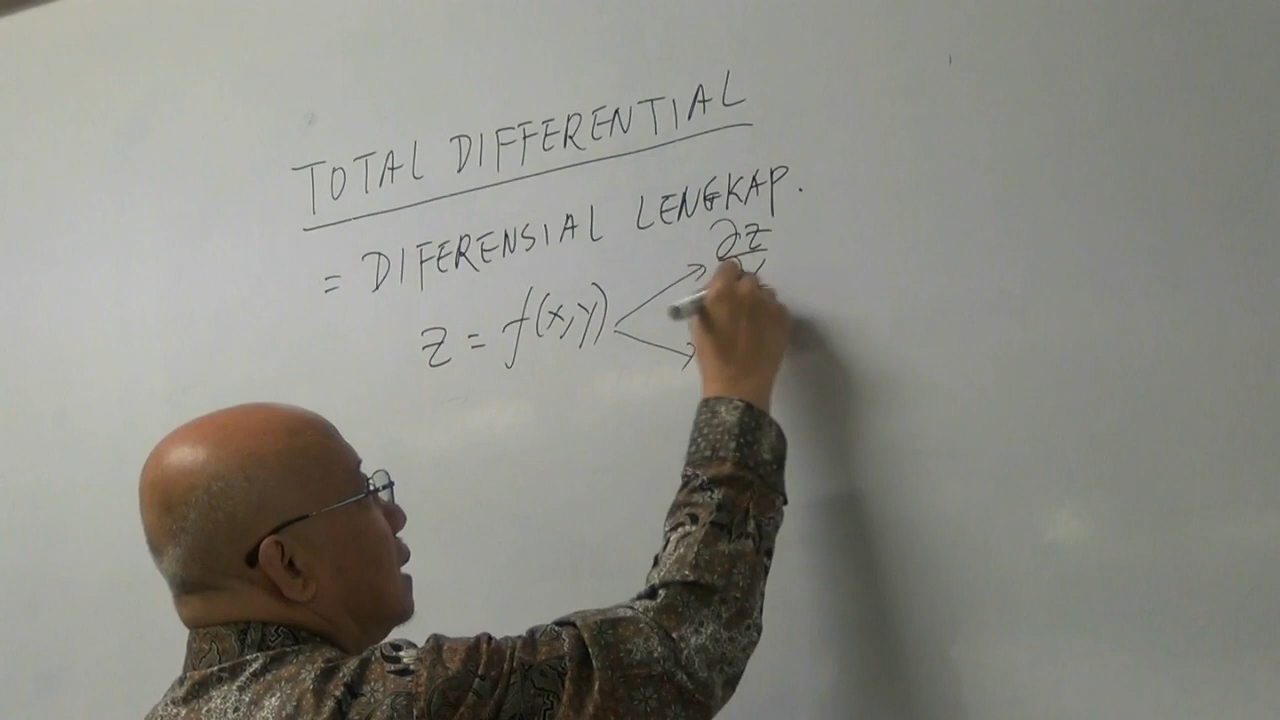 TOTAL DIFFERENTIAL
= DIFERENSIAL LENGKAP.
∂z
z = f(x,y)